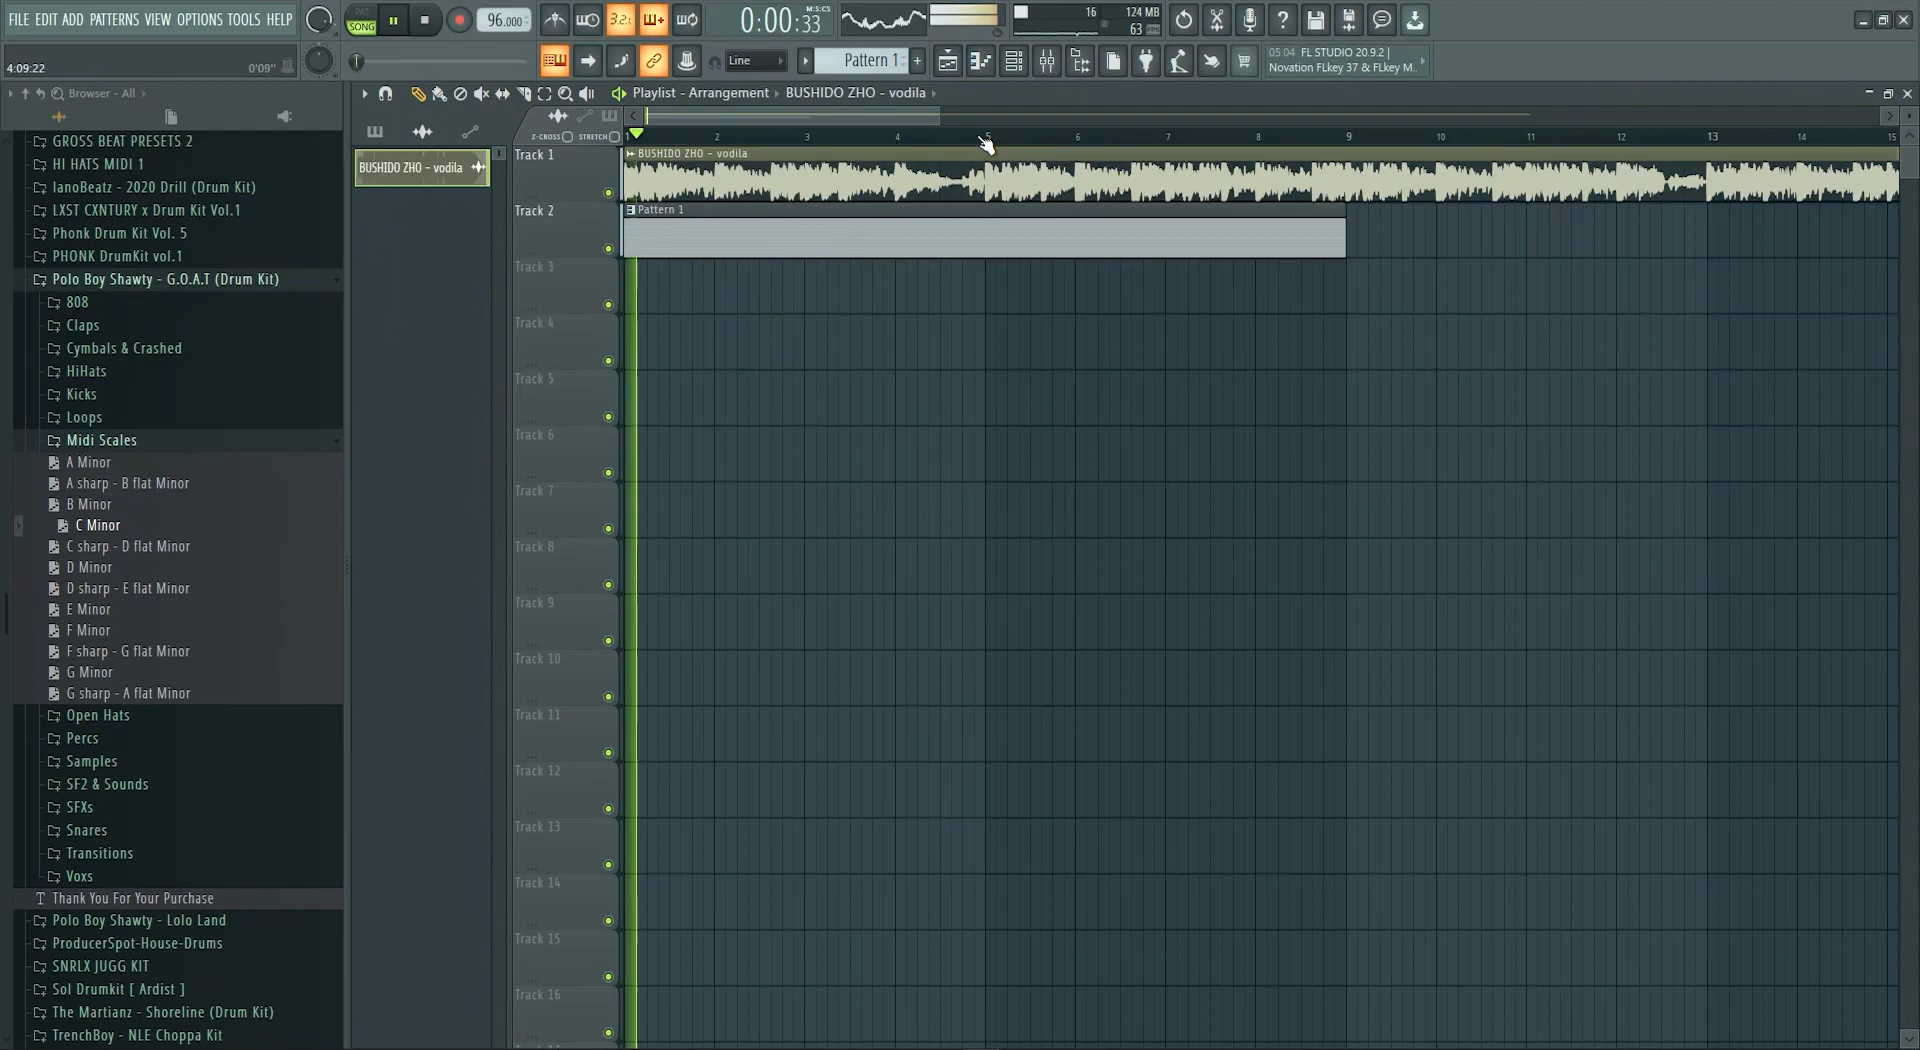 FILE EDIT ADD PATTERNS VIEW OPTIONS TOOLS HELP
PAT
SONG
96.000
3.2.
0:00:33
M:S:CS
16
124 MB
63
4:09:22
0'09"
Line
Pattern 1
05:04 FL STUDIO 20.9.2 |
Novation FLkey 37 & FLkey M..
Browser - All
Playlist - Arrangement
BUSHIDO ZHO - vodila
Z-CROSS
STRETCH
1
2
3
4
5
6
7
8
9
10
11
12
13
14
15
GROSS BEAT PRESETS 2
HI HATS MIDI 1
IanoBeatz - 2020 Drill (Drum Kit)
LXST CXNTURY x Drum Kit Vol.1
Phonk Drum Kit Vol. 5
PHONK DrumKit vol.1
Polo Boy Shawty - G.O.A.T (Drum Kit)
808
Claps
Cymbals & Crashed
HiHats
Kicks
Loops
Midi Scales
A Minor
A sharp - B flat Minor
B Minor
C Minor
C sharp - D flat Minor
D Minor
D sharp - E flat Minor
E Minor
F Minor
F sharp - G flat Minor
G Minor
G sharp - A flat Minor
Open Hats
Percs
Samples
SF2 & Sounds
SFXs
Snares
Transitions
Voxs
Thank You For Your Purchase
Polo Boy Shawty - Lolo Land
ProducerSpot-House-Drums
SNRLX JUGG KIT
Sol Drumkit [ Ardist ]
The Martianz - Shoreline (Drum Kit)
TrenchBoy - NLE Choppa Kit
BUSHIDO ZHO - vodila
Track 1
BUSHIDO ZHO - vodila
Track 2
Pattern 1
Track 3
Track 4
Track 5
Track 6
Track 7
Track 8
Track 9
Track 10
Track 11
Track 12
Track 13
Track 14
Track 15
Track 16